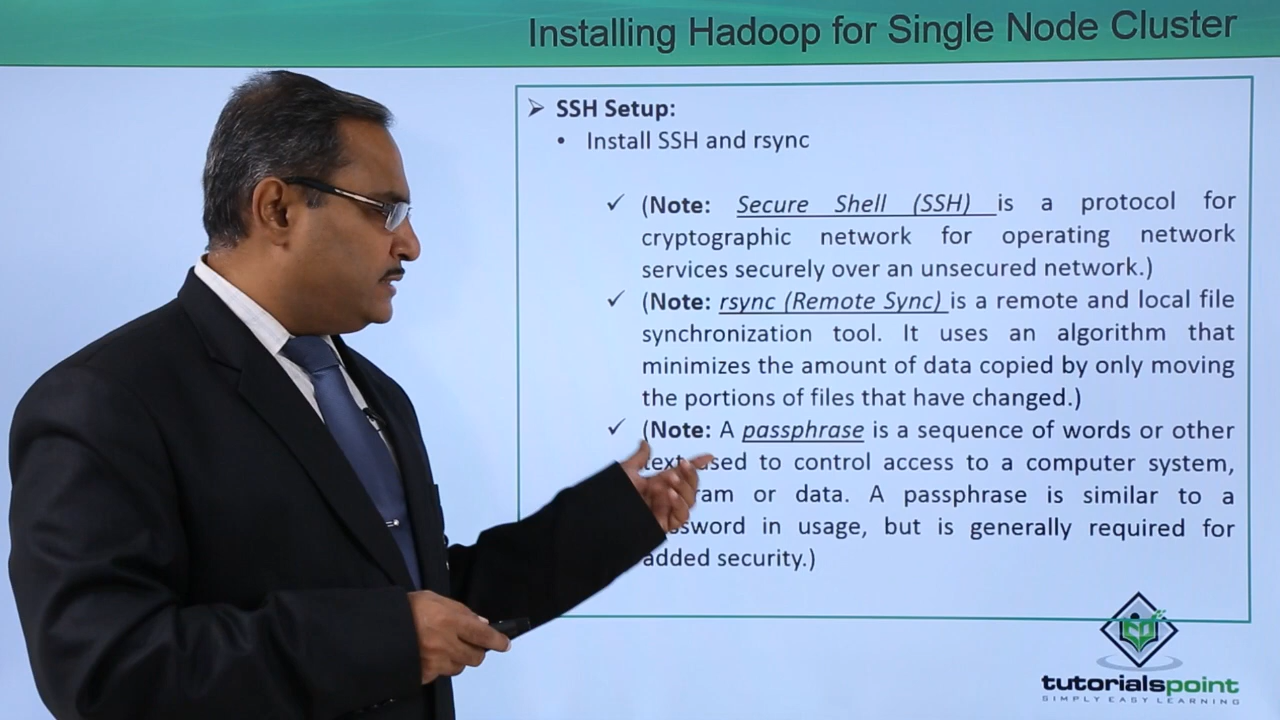 Installing Hadoop for Single Node Cluster
➢ SSH Setup:
• Install SSH and rsync
✓ (Note: Secure Shell (SSH) is a protocol for
cryptographic network for operating network
services securely over an unsecured network.)
✓ (Note: rsync (Remote Sync) is a remote and local file
synchronization tool. It uses an algorithm that
minimizes the amount of data copied by only moving
the portions of files that have changed.)
✓ (Note: A passphrase is a sequence of words or other
to control access to a computer system,
or data. A passphrase is similar to a
in usage, but is generally required for
added security.)
tutorialspoint
SIMPLY EASY LEARNING